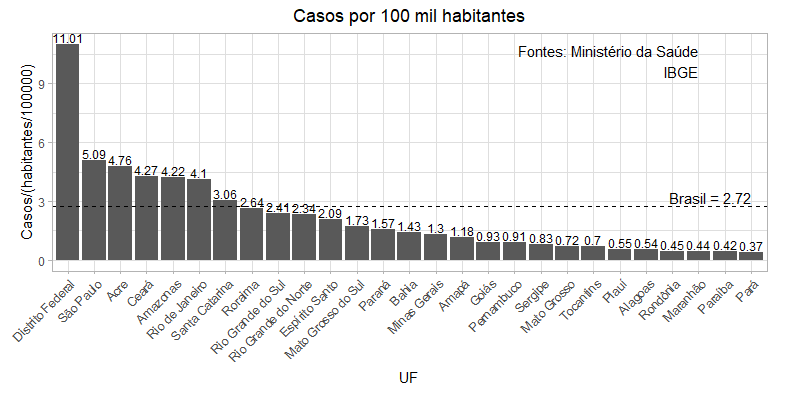 Casos por 100 mil habitantes
Fontes: Ministério da Saúde
IBGE
Casos/(habitantes/100000)
9
6
3
0
11.01
5.09
4.76
4.27
4.22
4.1
3.06
2.64
2.41
2.34
2.09
1.73
1.57
1.43
1.3
1.18
0.93
0.91
0.83
0.72
0.7
0.55
0.54
0.45
0.44
0.42
0.37
Brasil = 2.72
Distrito Federal
São Paulo
Acre
Ceará
Amazonas
Rio de Janeiro
Santa Catarina
Roraima
Rio Grande do Sul
Rio Grande do Norte
Espírito Santo
Mato Grosso do Sul
Paraná
Bahia
Minas Gerais
Amapá
Goiás
Pernambuco
Sergipe
Mato Grosso
Tocantins
Piauí
Alagoas
Rondônia
Maranhão
Paraíba
Pará
UF